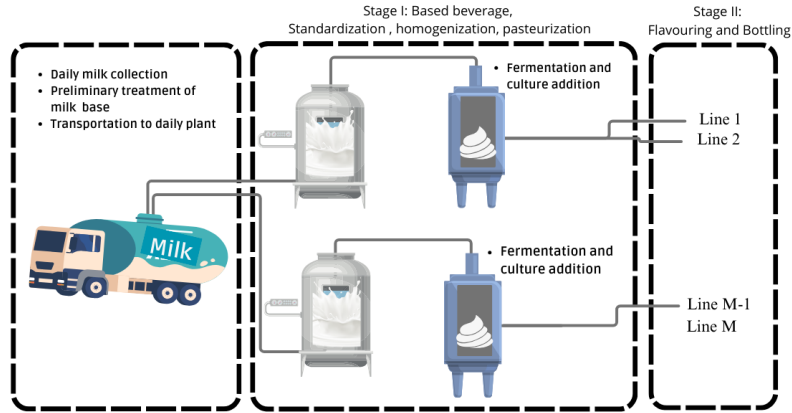 Stage I: Based beverage,
Standardization , homogenization, pasteurization
Stage II:
Flavouring and Bottling
Daily milk collection
Preliminary treatment of
milk base
Transportation to daily plant
Fermentation and
culture addition
Line 1
Line 2
Milk
Fermentation and
culture addition
Line M-1
Line M